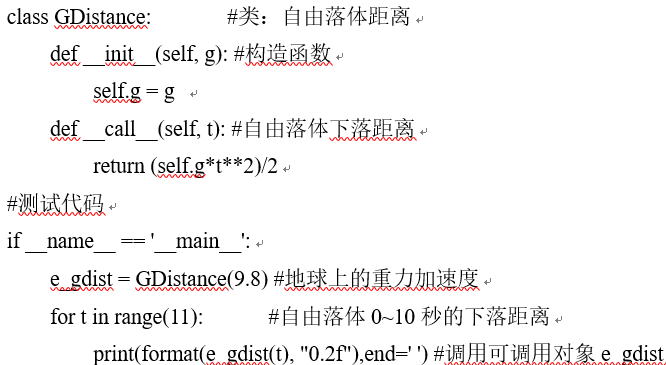 class GDistance: #类：自由落体距离
def __init__(self, g): #构造函数
self.g = g
def __call__(self, t): #自由落体下落距离
return (self.g*t**2)/2
#测试代码
if __name__ == '__main__':
e_gdist = GDistance(9.8) #地球上的重力加速度
for t in range(11): #自由落体 0~10 秒的下落距离
print(format(e_gdist(t), "0.2f"),end=' ') #调用可调用对象 e_gdist